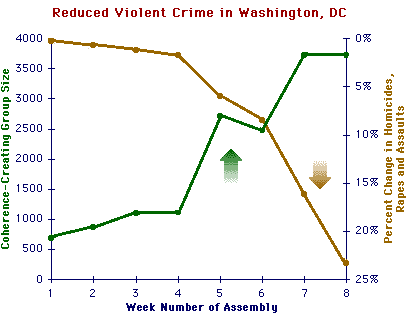 Reduced Violent Crime in Washington, DC
Coherence-Creating Group Size
4000
3500
3000
2500
2000
1500
1000
500
0
0%
5%
10%
15%
20%
25%
Percent Change in Homicides,
Rapes and Assaults
1 2 3 4 5 6 7 8
Week Number of Assembly